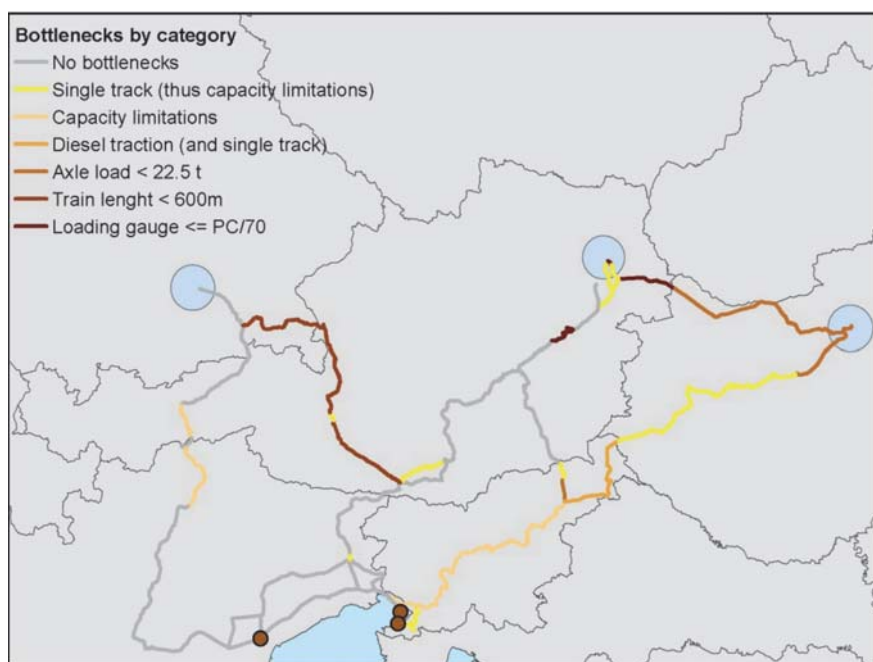 Bottlenecks by category
No bottlenecks
Single track (thus capacity limitations)
Capacity limitations
Diesel traction (and single track)
Axle load < 22.5 t
Train lenght < 600m
Loading gauge <= PC/70